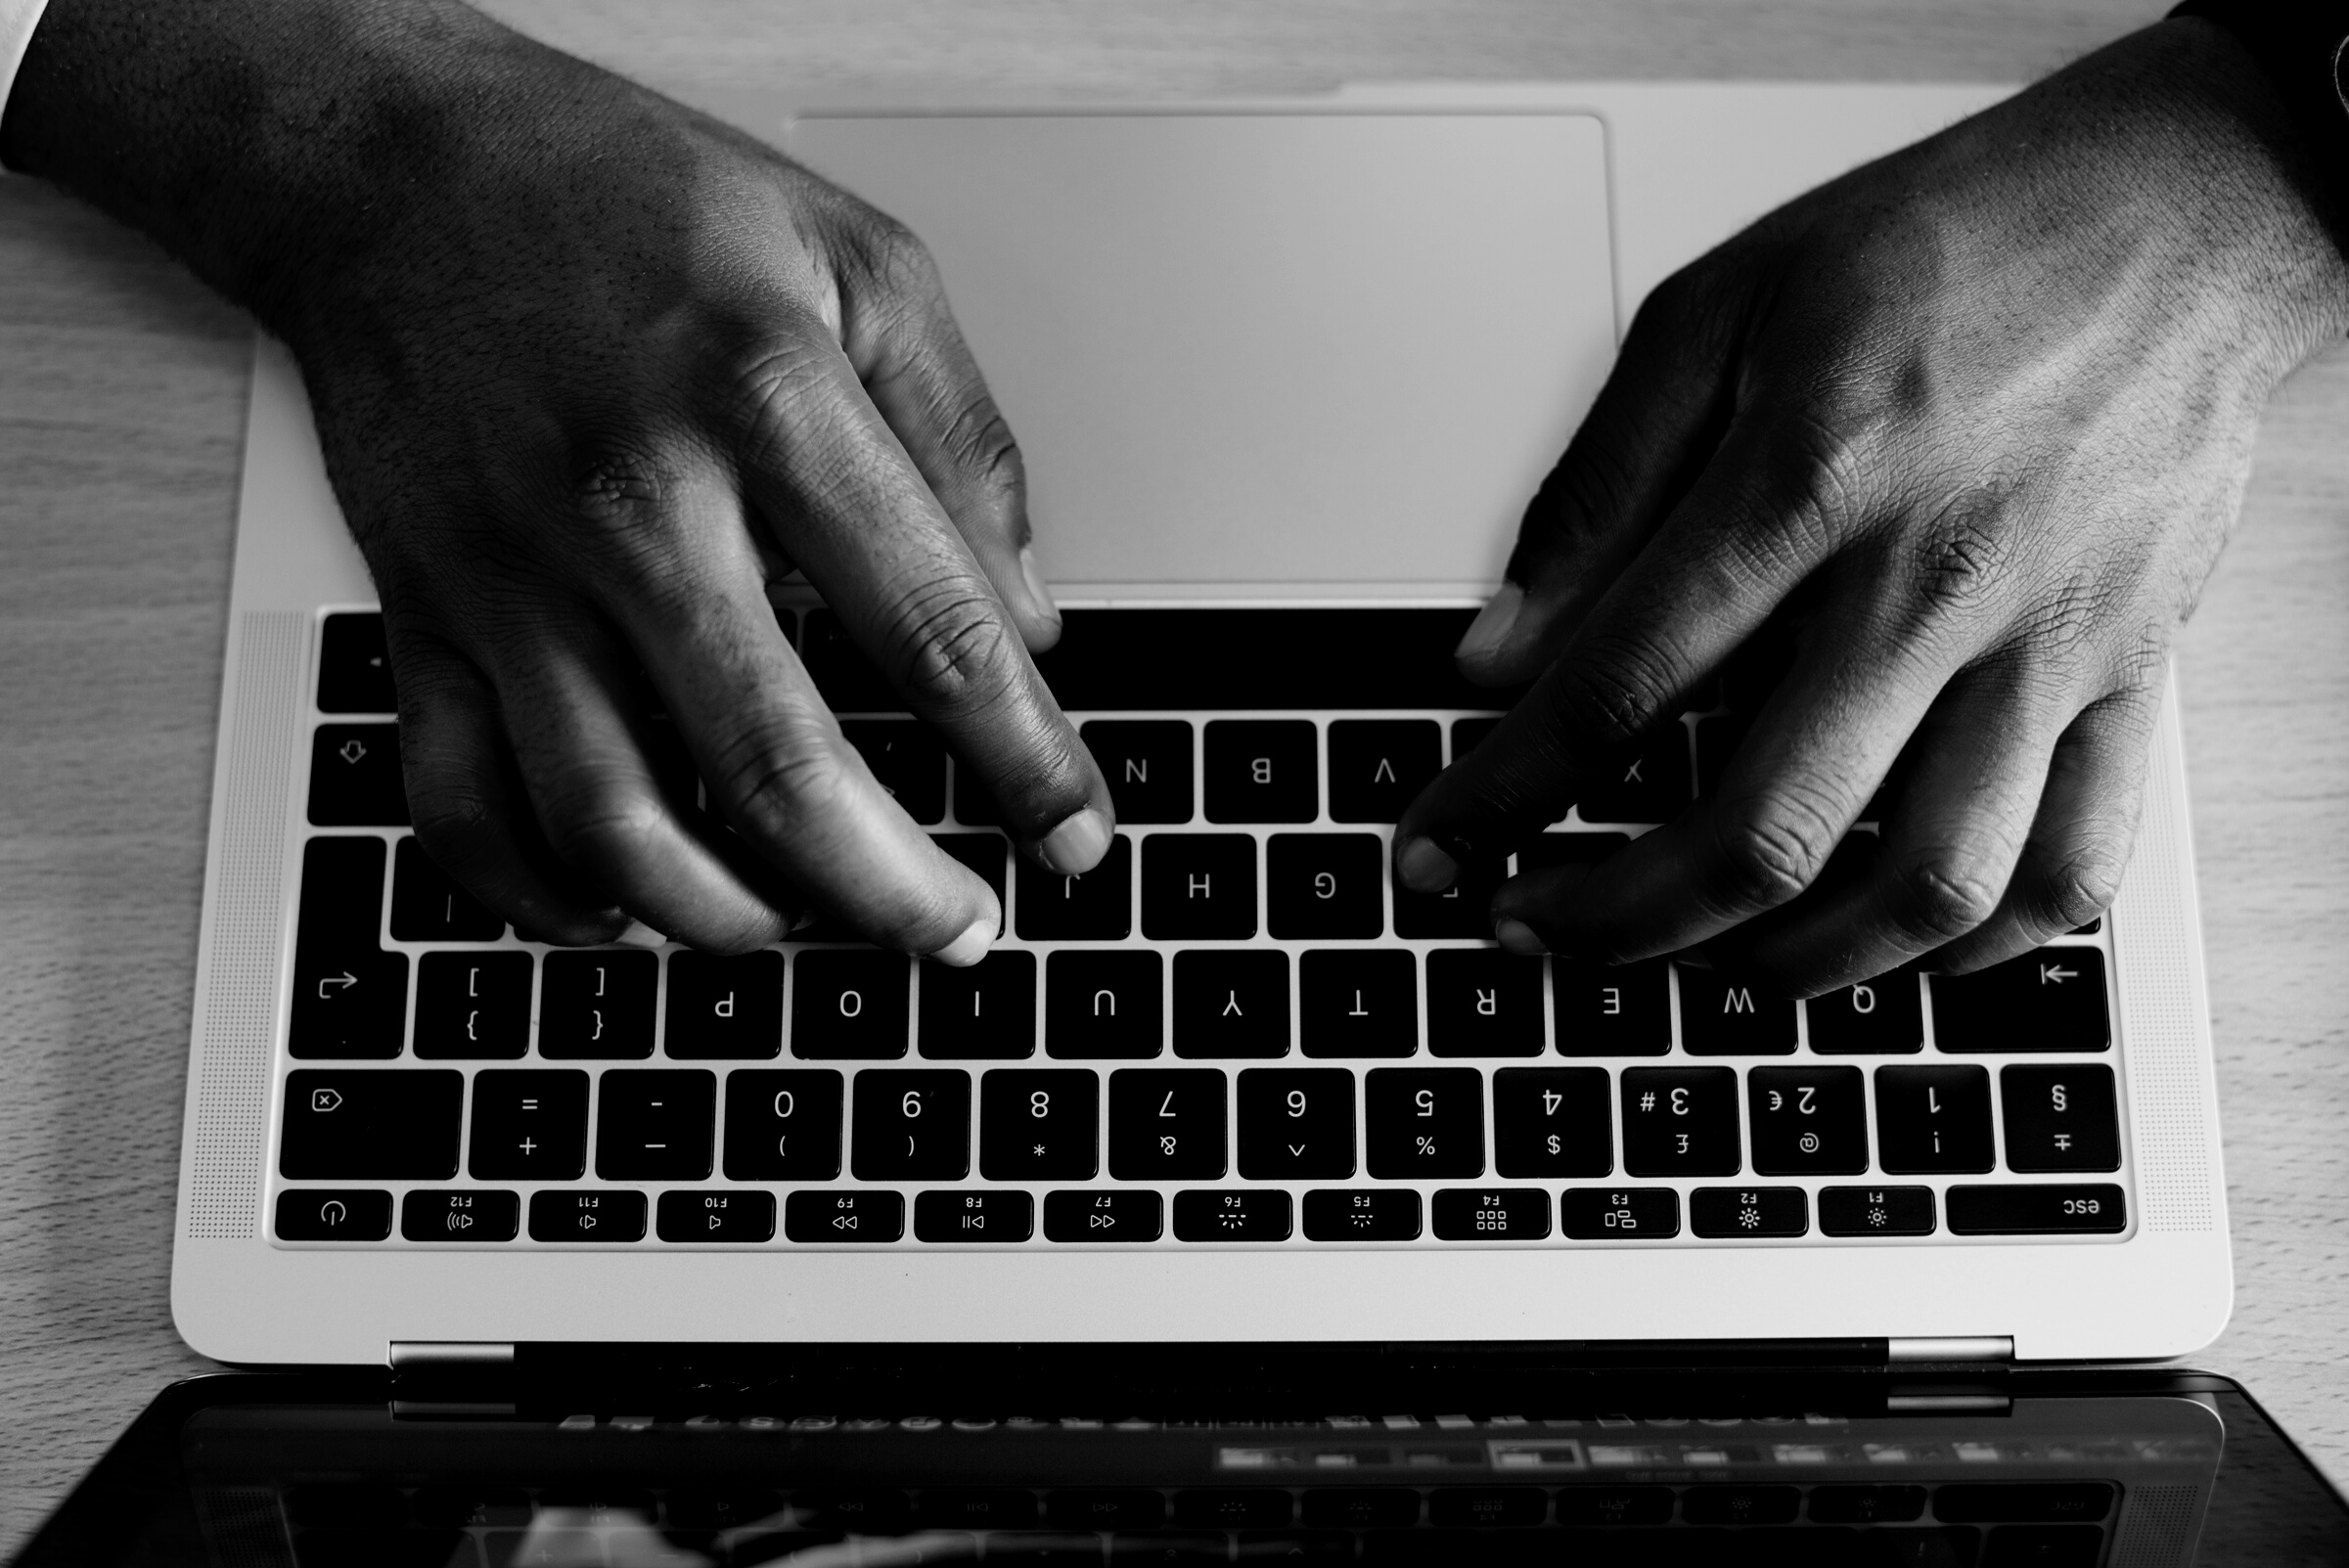 esc F1 F2 F3 F4 F5 F6 F7 F8 F9 F10 F11 F12
± ! @ £ $ % ^ & * ( ) _ +
§ 1 2 € 3 # 4 5 6 7 8 9 0 - =
Q W E R T Y U I O P { }
[ ]
G H J |
X V B N